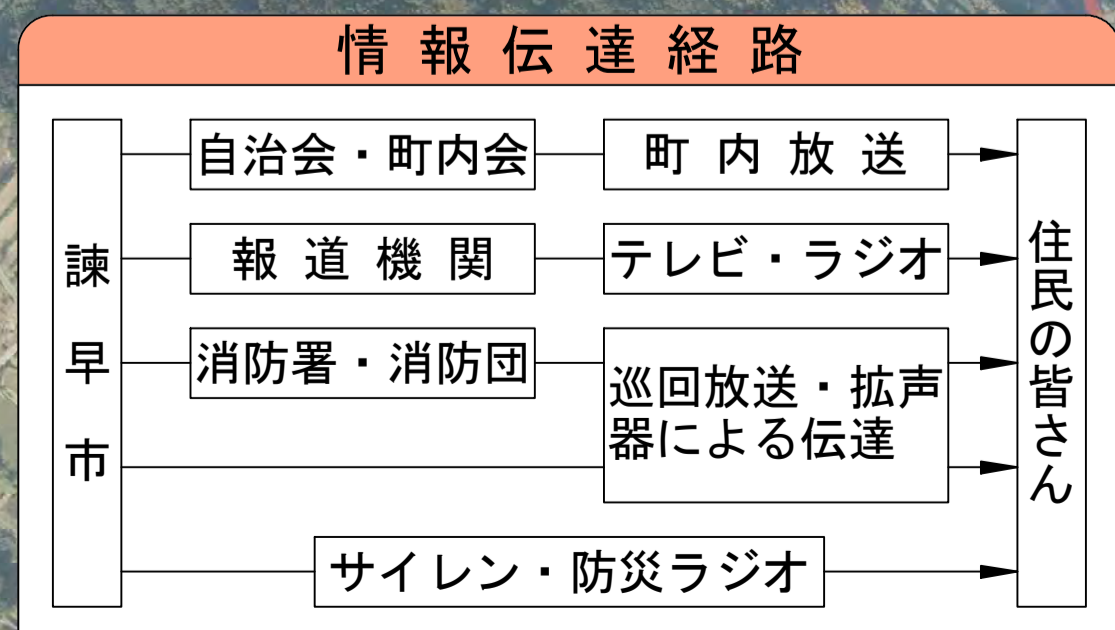 情報伝達経路
諫早市
自治会・町内会
町内放送
報道機関
テレビ・ラジオ
消防署・消防団
巡回放送・拡声
器による伝達
サイレン・防災ラジオ
住民の皆さん